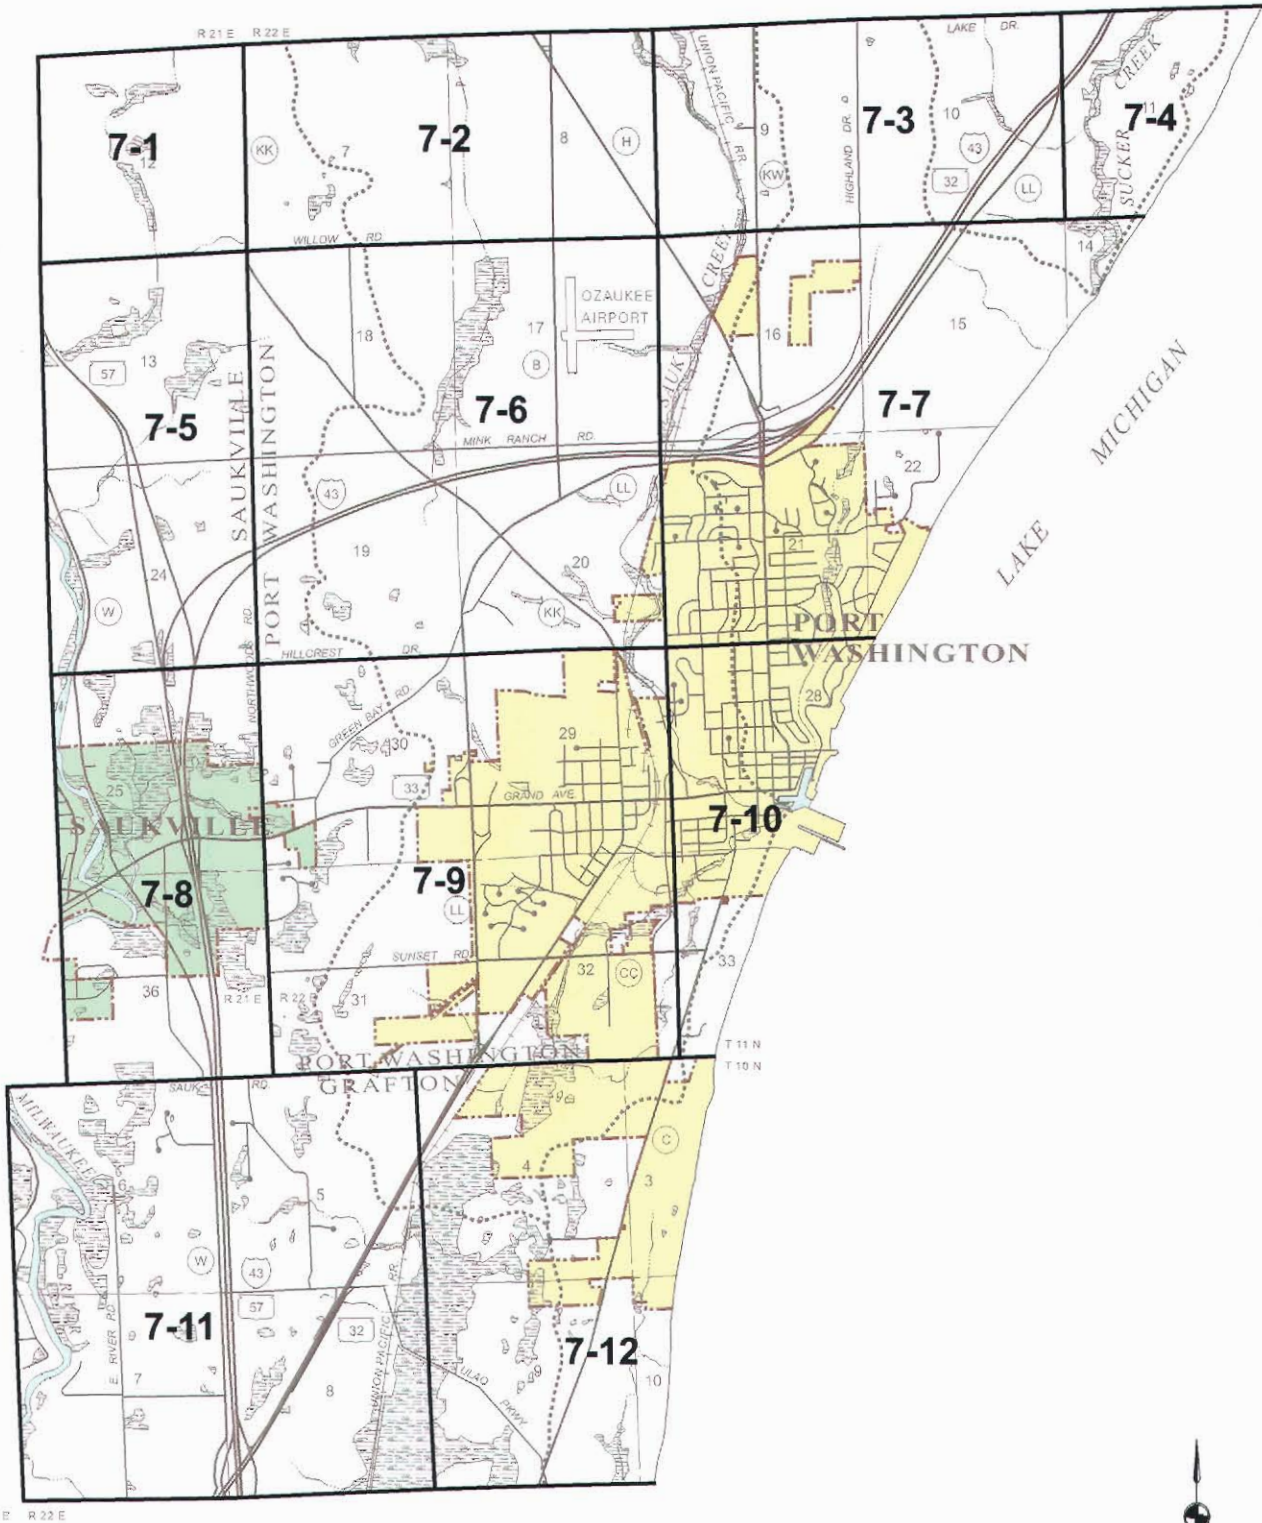 R 21 E R 22 E
LAKE DR.
UNION PACIFIC
RR.
SUCKER CREEK
7-1
12
KK
7
7-2
8
H
9
HIGHLAND DR.
7-3
10
43
32
LL
11
7-4
KW
WILLOW RD.
SAUK CREEK
14
OZAUKEE
AIRPORT
13
57
18
17
B
16
15
7-5
SAUKVILLE
PORT WASHINGTON
7-6
7-7
MINK RANCH RD.
LAKE MICHIGAN
43
LL
22
24
19
20
21
W
KK
NORTHWOODS RD.
HILLCREST DR.
PORT
WASHINGTON
GREEN BAY RD.
28
30
29
25
33
GRAND AVE.
SAUKVILLE
7-10
7-8
7-9
LL
SUNSET RD.
32
CC
33
36
R 21 E R 22 E
31
T 11 N
T 10 N
PORT WASHINGTON
GRAFTON
SAUK RD.
MILWAUKEE
RIVER
C
6
5
4
3
W
43
57
32
UNION PACIFIC
RR.
E. RIVER RD.
7-11
7-12
7
8
9
10
ULAO PKWY.
E R 22 E